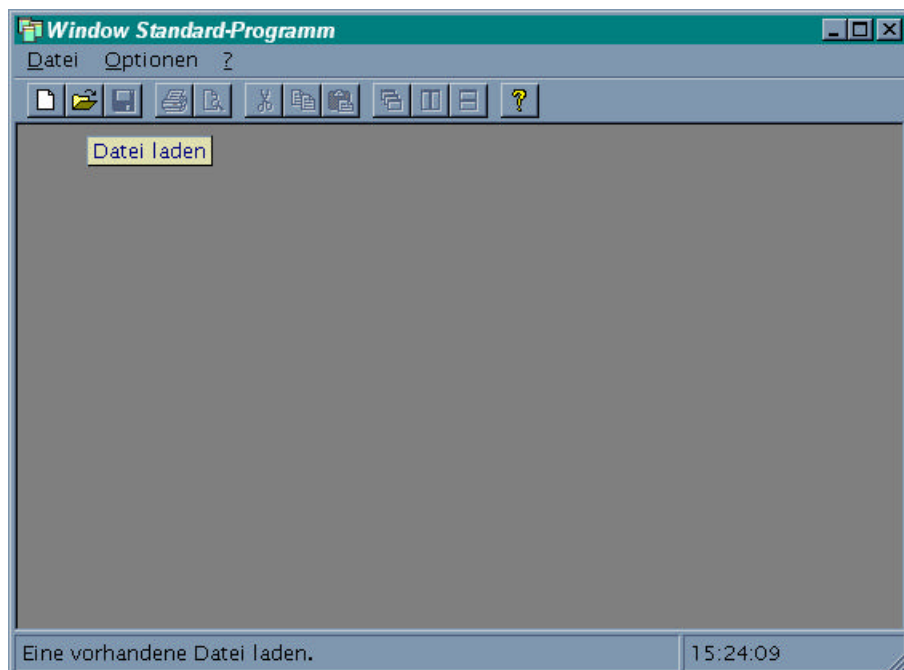 Window Standard-Programm
Datei Optionen ?
Datei laden
Eine vorhandene Datei laden. 15:24:09